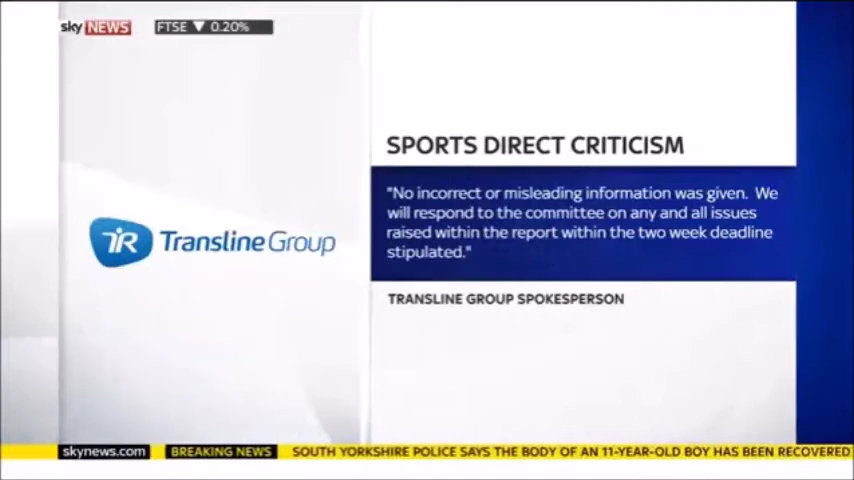 sky NEWS
FTSE ▼ 0.20%
SPORTS DIRECT CRITICISM
"No incorrect or misleading information was given. We
will respond to the committee on any and all issues
raised within the report within the two week deadline
stipulated."
TRANSLINE GROUP SPOKESPERSON
TR Transline Group
skynews.com
BREAKING NEWS
SOUTH YORKSHIRE POLICE SAYS THE BODY OF AN 11-YEAR-OLD BOY HAS BEEN RECOVERED